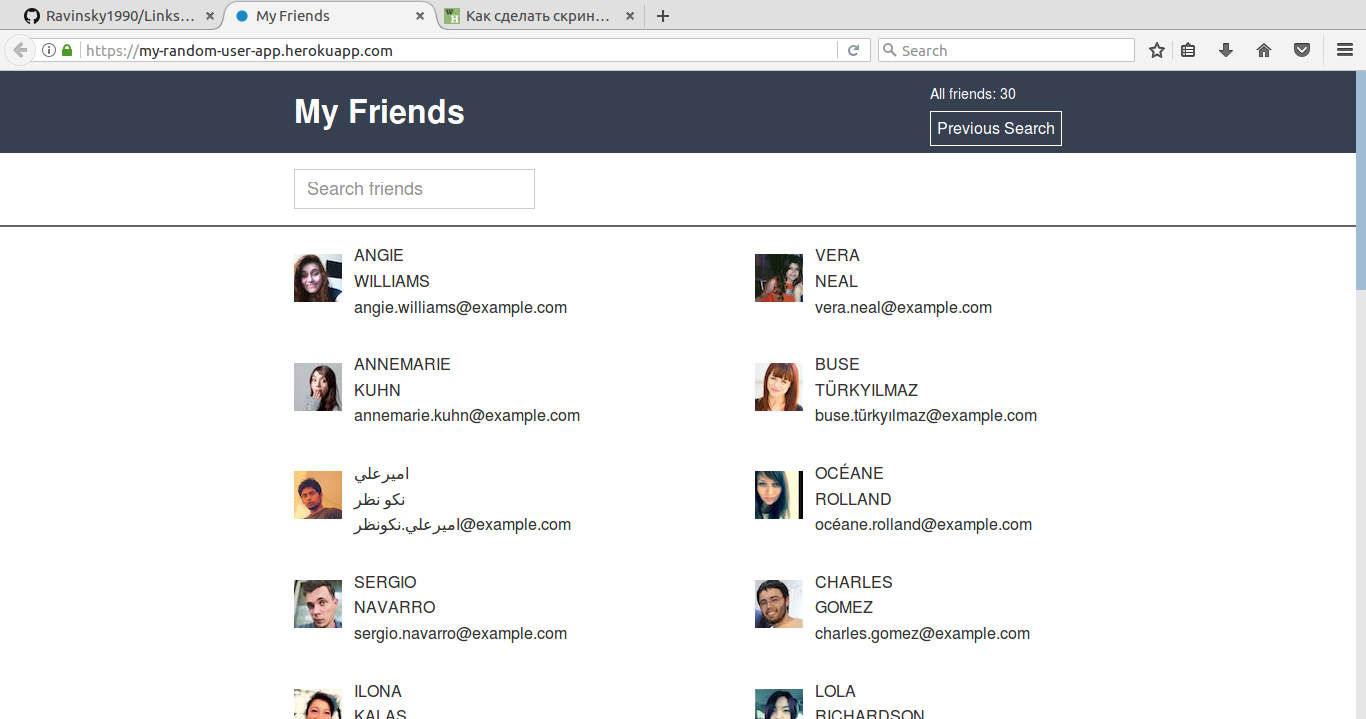 Ravinsky1990/Links...
My Friends
Как сделать скрин...
https://my-random-user-app.herokuapp.com
Search
My Friends
All friends: 30
Previous Search
Search friends
ANGIE
WILLIAMS
angie.williams@example.com
VERA
NEAL
vera.neal@example.com
ANNEMARIE
KUHN
annemarie.kuhn@example.com
BUSE
TÜRKYILMAZ
buse.türkyılmaz@example.com
اميرعلي
نكو نظر
اميرعلي.نكونظر@example.com
OCÉANE
ROLLAND
océane.rolland@example.com
SERGIO
NAVARRO
sergio.navarro@example.com
CHARLES
GOMEZ
charles.gomez@example.com
ILONA
KALAS
LOLA
RICHARDSON